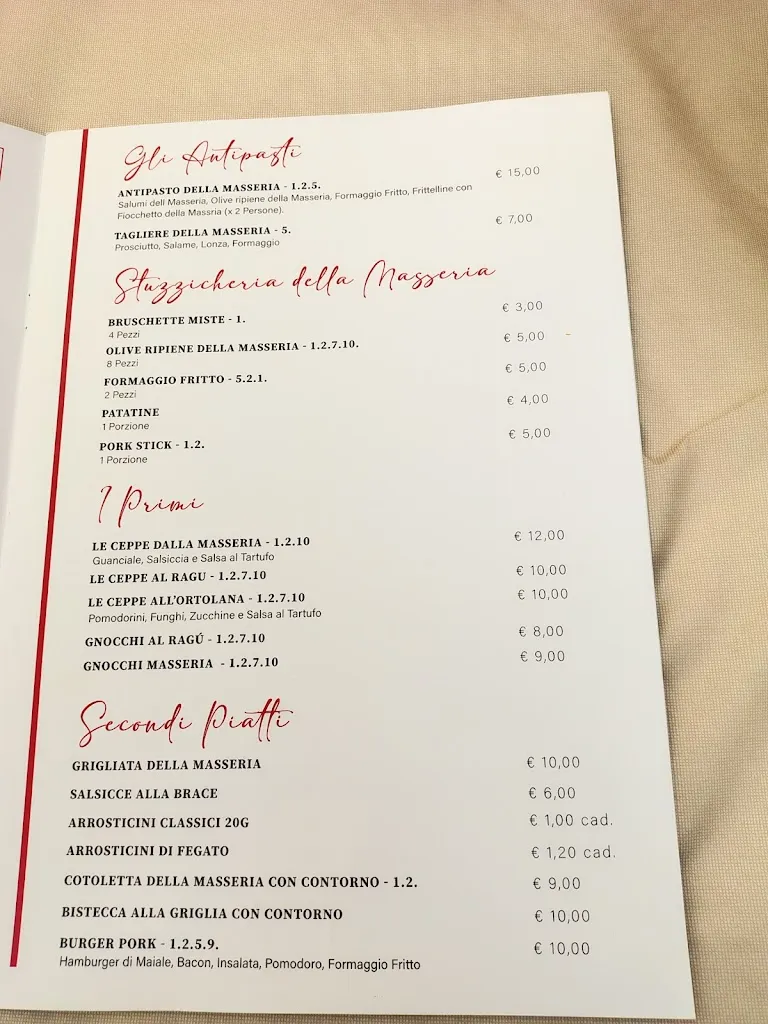 Gli Antipasti
ANTIPASTO DELLA MASSERIA - 1.2.5. € 15,00
Salumi dell Masseria, Olive ripiene della Masseria, Formaggio Fritto, Frittelline con
Fiocchetto della Massria (x 2 Persone).
TAGLIERE DELLA MASSERIA - 5. € 7,00
Prosciutto, Salame, Lonza, Formaggio
Stuzzicheria della Masseria
BRUSCHETTE MISTE - 1. € 3,00
4 Pezzi
OLIVE RIPIENE DELLA MASSERIA - 1.2.7.10. € 5,00
8 Pezzi
FORMAGGIO FRITTO - 5.2.1. € 5,00
2 Pezzi
PATATINE € 4,00
1 Porzione
PORK STICK - 1.2. € 5,00
1 Porzione
I Primi
LE CEPPE DALLA MASSERIA - 1.2.10 € 12,00
Guanciale, Salsiccia e Salsa al Tartufo
LE CEPPE AL RAGU - 1.2.7.10 € 10,00
LE CEPPE ALL'ORTOLANA - 1.2.7.10 € 10,00
Pomodorini, Funghi, Zucchine e Salsa al Tartufo
GNOCCHI AL RAGÚ - 1.2.7.10 € 8,00
GNOCCHI MASSERIA - 1.2.7.10 € 9,00
Secondi Piatti
GRIGLIATA DELLA MASSERIA € 10,00
SALSICCE ALLA BRACE € 6,00
ARROSTICINI CLASSICI 20G € 1,00 cad.
ARROSTICINI DI FEGATO € 1,20 cad.
COTOLETTA DELLA MASSERIA CON CONTORNO - 1.2. € 9,00
BISTECCA ALLA GRIGLIA CON CONTORNO € 10,00
BURGER PORK - 1.2.5.9. € 10,00
Hamburger di Maiale, Bacon, Insalata, Pomodoro, Formaggio Fritto